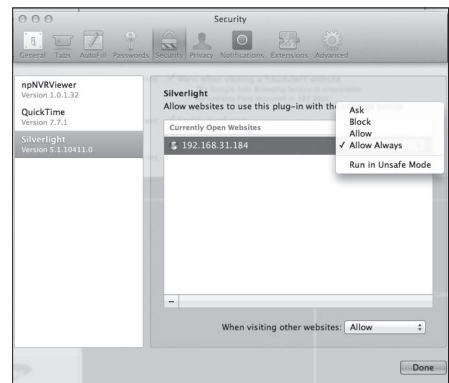 Security
General Tabs AutoFill Passwords Security Privacy Notifications Extensions Advanced
npNVRViewer
Version 1.0.1.32
QuickTime
Version 7.7.1
Silverlight
Version 5.1.10411.0
Silverlight
Allow websites to use this plug-in with the
Currently Open Websites
192.168.31.184
Ask
Block
Allow
✓ Allow Always
Run in Unsafe Mode
When visiting other websites: Allow
Done